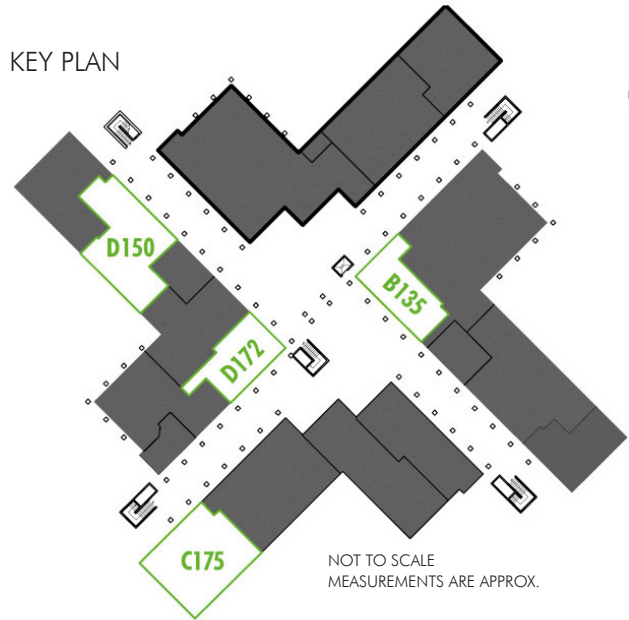 KEY PLAN
D150
B135
D172
C175
NOT TO SCALE
MEASUREMENTS ARE APPROX.